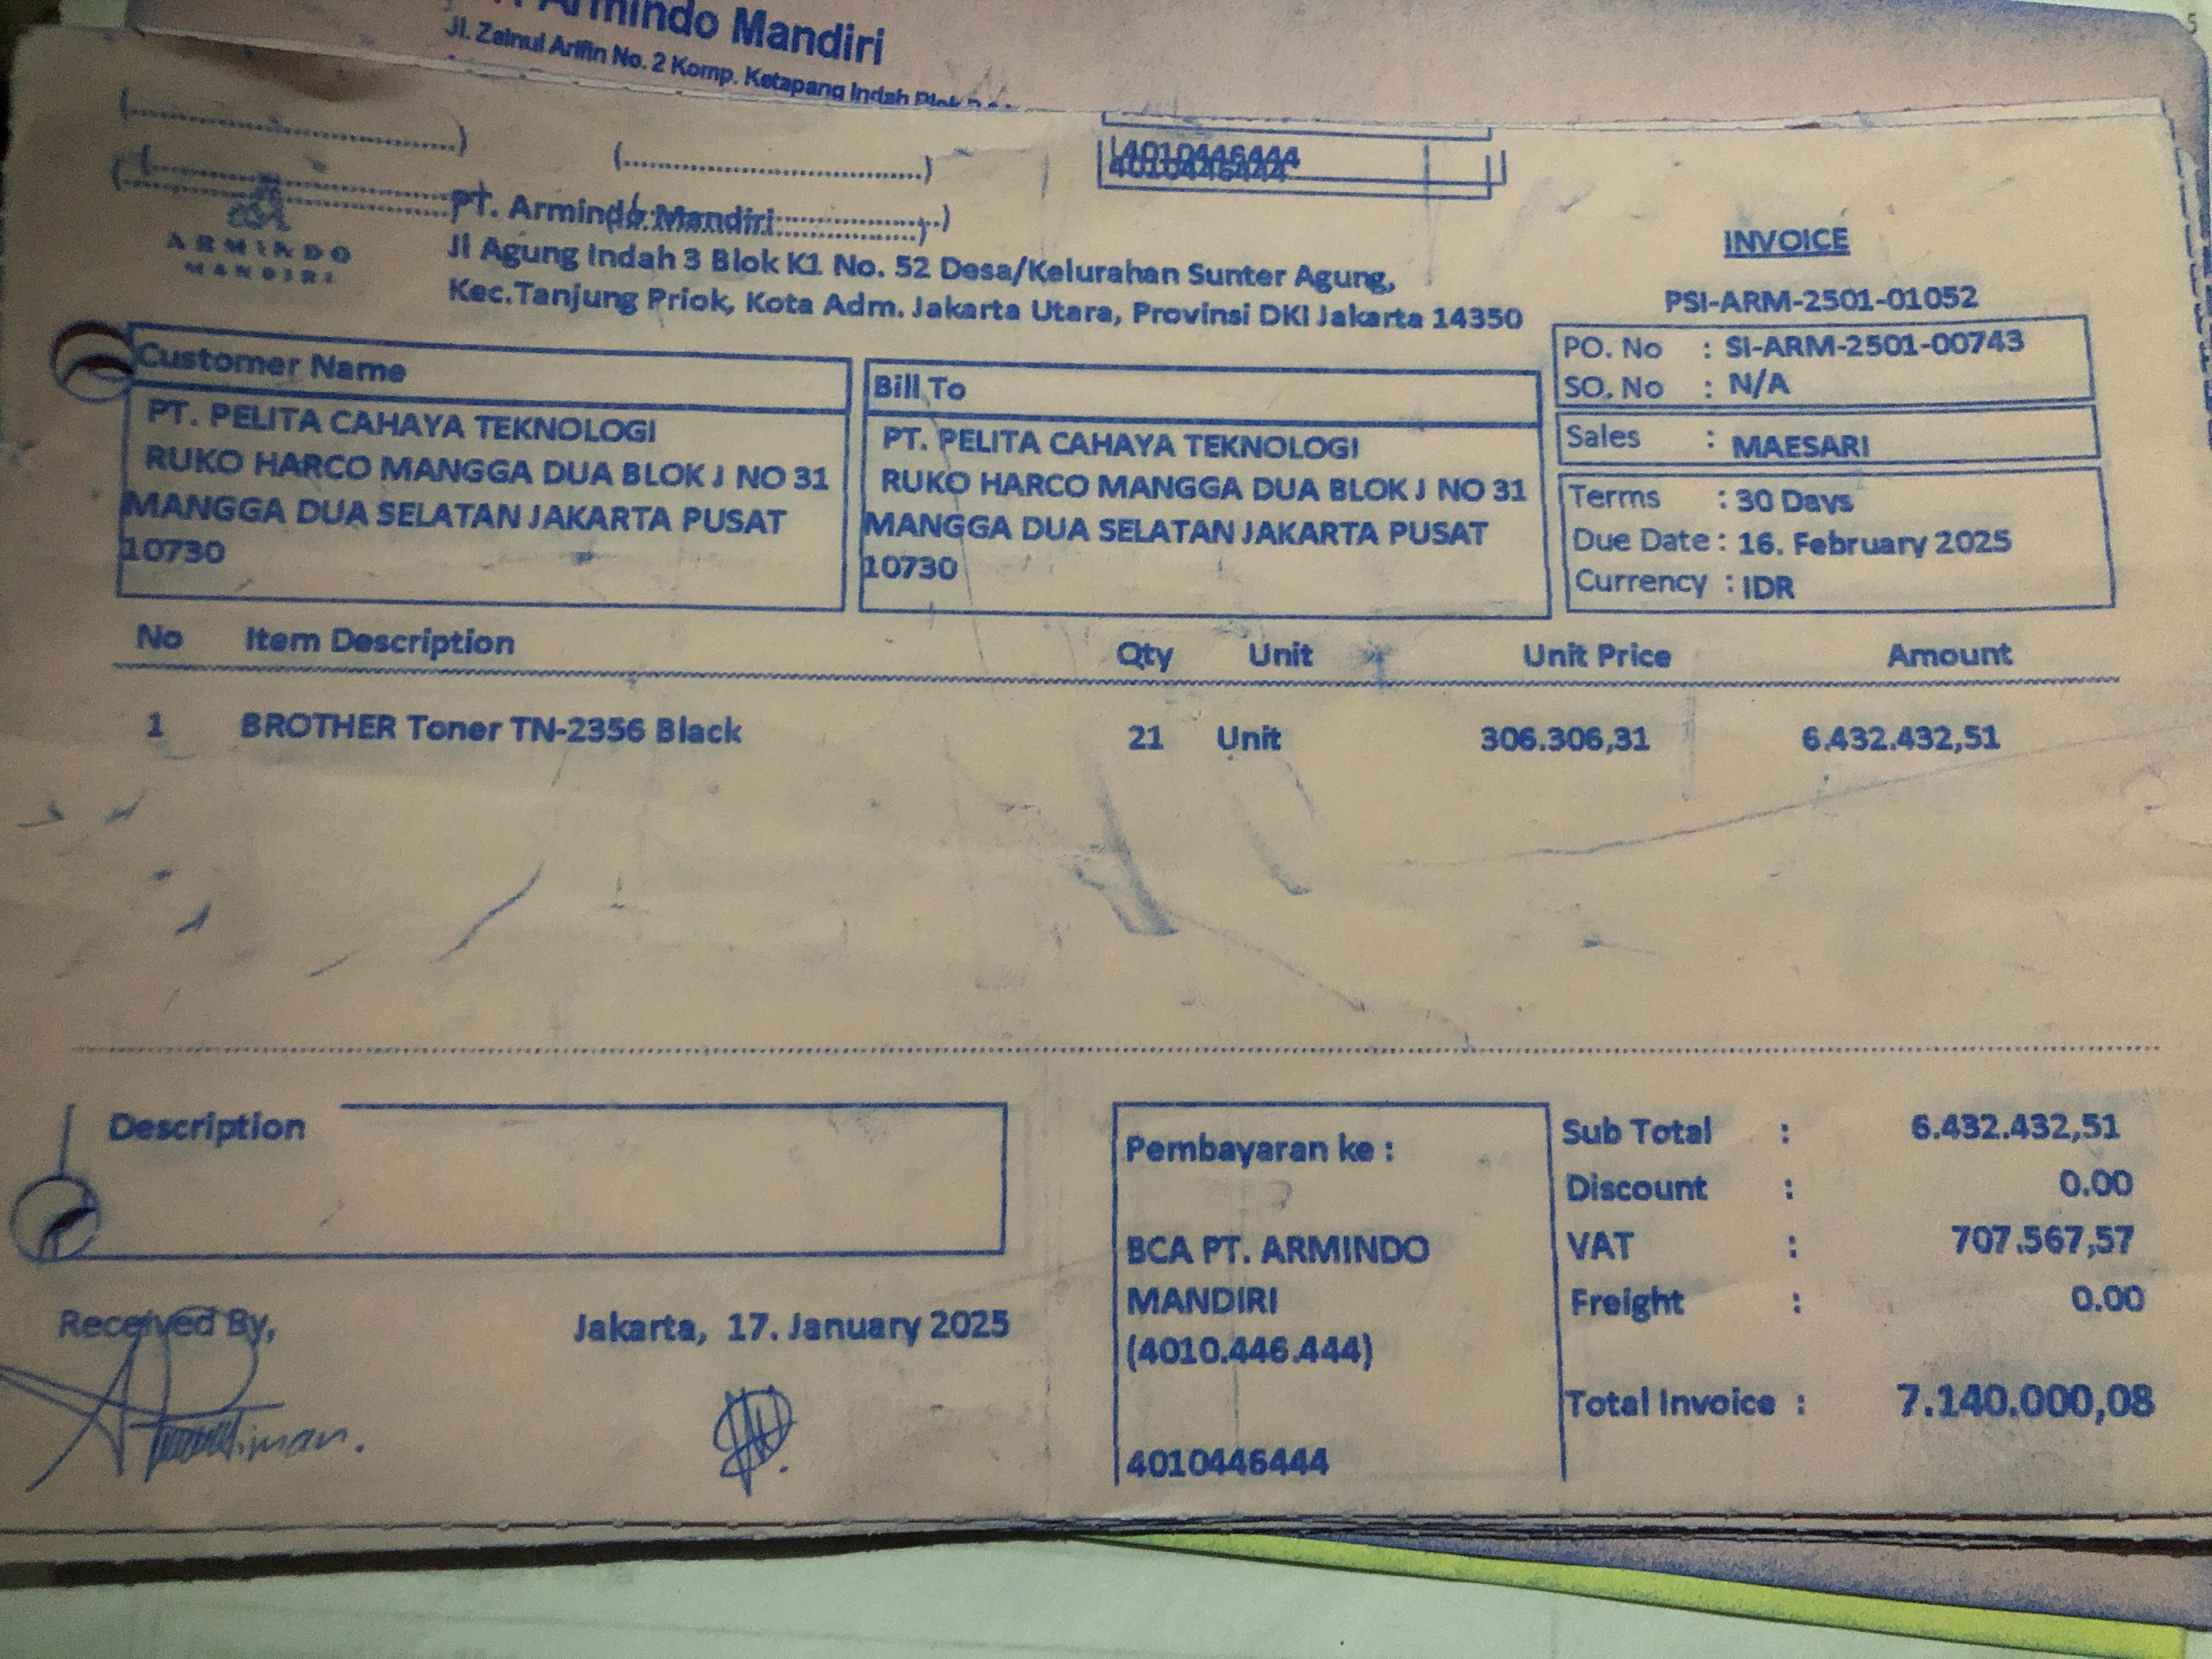 Armindo Mandiri
Jl. Zainul Arifin No. 2 Komp. Ketapang Indah Blok
4010446444
4010446444
ARMINDO
MANDIRI
PT. Armindo Mandiri
Jl Agung Indah 3 Blok K1 No. 52 Desa/Kelurahan Sunter Agung,
Kec.Tanjung Priok, Kota Adm. Jakarta Utara, Provinsi DKI Jakarta 14350
INVOICE
PSI-ARM-2501-01052
PO. No : SI-ARM-2501-00743
SO. No : N/A
Sales : MAESARI
Terms : 30 Days
Due Date : 16. February 2025
Currency : IDR
Customer Name
PT. PELITA CAHAYA TEKNOLOGI
RUKO HARCO MANGGA DUA BLOK J NO 31
MANGGA DUA SELATAN JAKARTA PUSAT
10730
Bill To
PT. PELITA CAHAYA TEKNOLOGI
RUKO HARCO MANGGA DUA BLOK J NO 31
MANGGA DUA SELATAN JAKARTA PUSAT
10730
No Item Description Qty Unit Unit Price Amount
1 BROTHER Toner TN-2356 Black 21 Unit 306.306,31 6.432.432,51
Description
Received By,
Jakarta, 17. January 2025
Pembayaran ke :
BCA PT. ARMINDO
MANDIRI
(4010.446.444)
4010446444
Sub Total : 6.432.432,51
Discount : 0.00
VAT : 707.567,57
Freight : 0.00
Total Invoice : 7.140.000,08